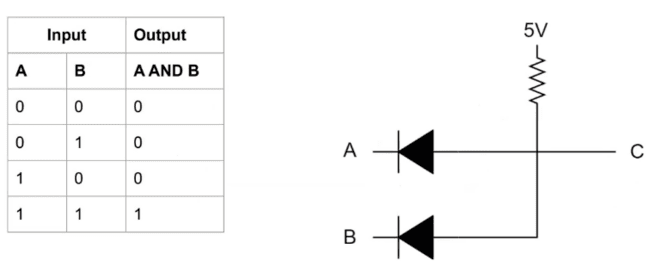 Input Output
A B A AND B
0 0 0
0 1 0
1 0 0
1 1 1
5V
A C
B